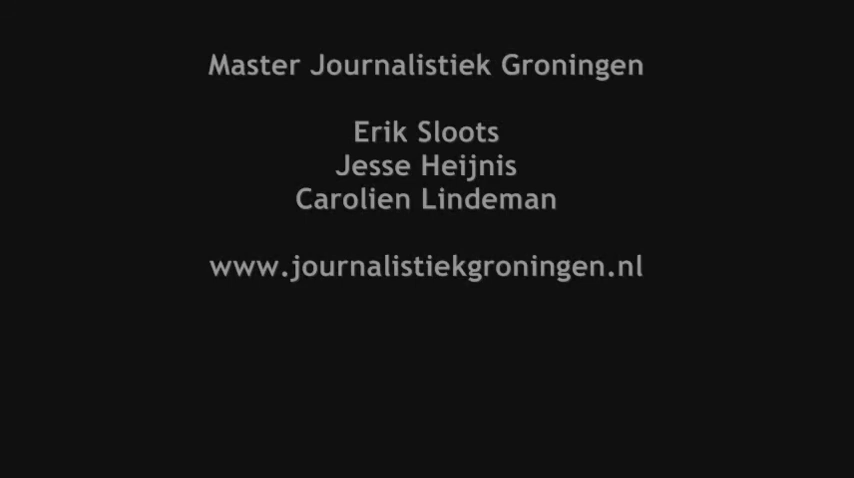 Master Journalistiek Groningen
Erik Sloots
Jesse Heijnis
Carolien Lindeman
www.journalistiekgroningen.nl